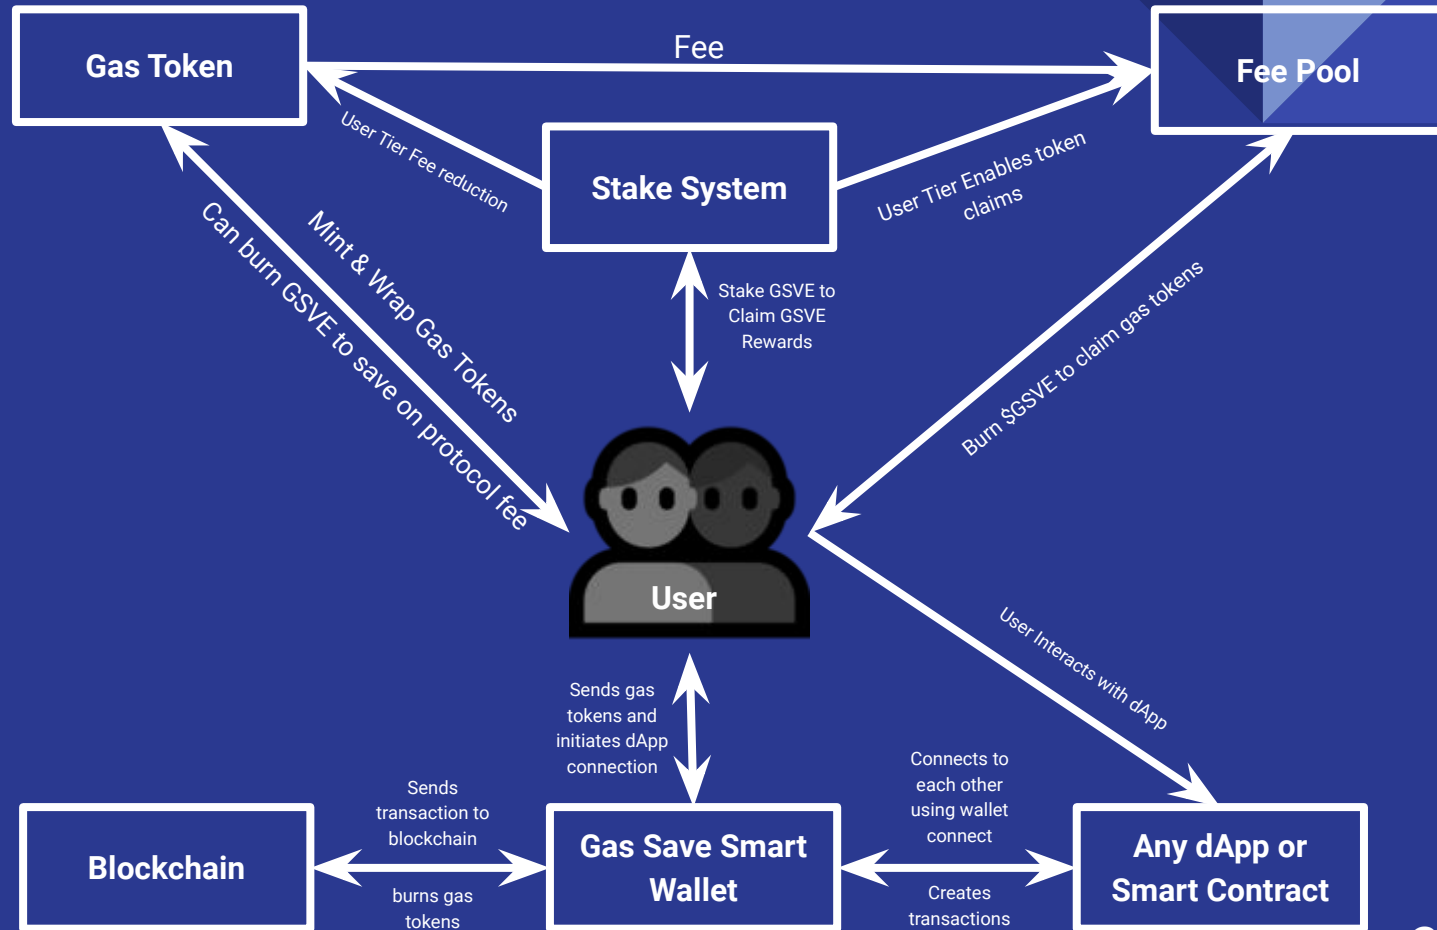 Gas Token
Fee
Fee Pool
User Tier Fee reduction
Stake System
User Tier Enables token
claims
Mint & Wrap Gas Tokens
Can burn GSVE to save on protocol fee
Stake GSVE to
Claim GSVE
Rewards
Burn $GSVE to claim gas tokens
User
User Interacts with dApp
Sends gas
tokens and
initiates dApp
connection
Sends
transaction to
blockchain
Connects to
each other
using wallet
connect
Blockchain
Gas Save Smart
Wallet
Any dApp or
Smart Contract
burns gas
tokens
Creates
transactions